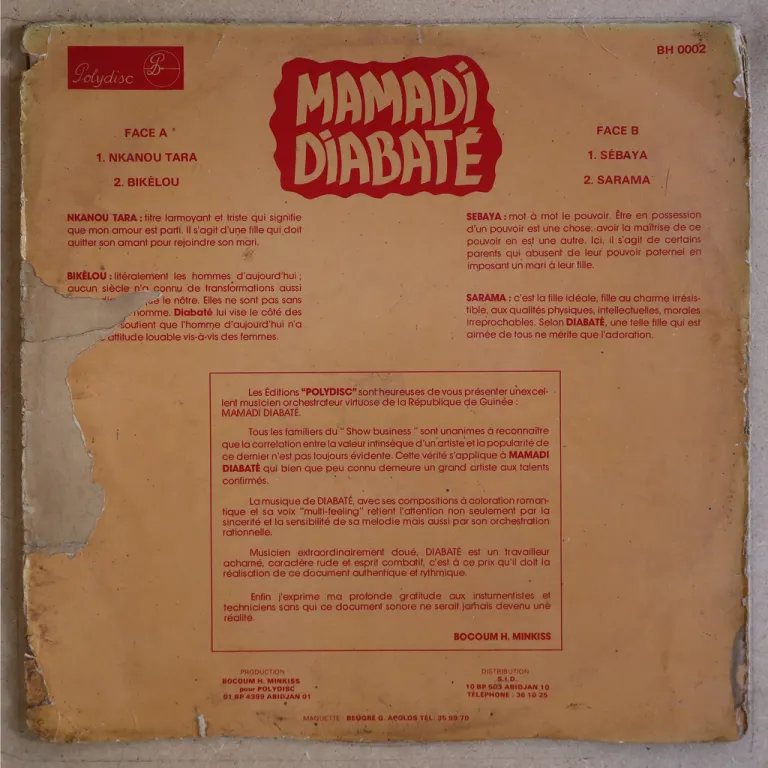 Polydisc
BH 0002
MAMADI
DIABATÉ
FACE A
1. NKANOU TARA
2. BIKÊLOU
FACE B
1. SÉBAYA
2. SARAMA
NKANOU TARA : titre larmoyant et triste qui signifie
que mon amour est parti. Il s'agit d'une fille qui doit
quitter son amant pour rejoindre son mari.
BIKÉLOU : litéralement les hommes d'aujourd'hui ;
aucun siècle n'a connu de transformations aussi
que le nôtre. Elles ne sont pas sans
homme. Diabaté lui vise le côté des
soutient que l'homme d'aujourd'hui n'a
attitude louable vis-à-vis des femmes.
SEBAYA : mot à mot le pouvoir. Être en possession
d'un pouvoir est une chose, avoir la maîtrise de ce
pouvoir en est une autre. Ici, il s'agit de certains
parents qui abusent de leur pouvoir paternel en
imposant un mari à leur fille.
SARAMA : c'est la fille idéale, fille au charme irrésis-
tible, aux qualités physiques, intellectuelles, morales
irreprochables. Selon DIABATÉ, une telle fille qui est
aimée de tous ne mérite que l'adoration.
Les Éditions "POLYDISC" sont heureuses de vous présenter un excel-
lent musicien orchestrateur virtuose de la République de Guinée :
MAMADI DIABATÉ.
Tous les familiers du " Show business " sont unanimes à reconnaître
que la correlation entre la valeur intinsèque d'un artiste et la popularité de
ce dernier n'est pas toujours évidente. Cette vérité s'applique à MAMADI
DIABATÉ qui bien que peu connu demeure un grand artiste aux talents
confirmés.
La musique de DIABATÉ, avec ses compositions à coloration roman-
tique et sa voix "multi-feeling" retient l'attention non seulement par la
sincerité et la sensibilité de sa melodie mais aussi par son orchestration
rationnelle.
Musicien extraordinairement doué, DIABATÉ est un travailleur
acharné, caractère rude et esprit combatif, c'est à ce prix qu'il doit la
réalisation de ce document authentique et rythmique.
Enfin j'exprime ma profonde gratitude aux instumentistes et
techniciens sans qui ce document sonore ne serait jamais devenu une
réalité.
BOCOUM H. MINKISS
PRODUCTION
BOCOUM H. MINKISS
pour POLYDISC
01 BP 4399 ABIDJAN 01
DISTRIBUTION :
S.I.D.
10 BP 503 ABIDJAN 10
TÉLÉPHONE : 36 10 25
MAQUETTE : BEUGRE G. APOLOS TEL: 35 99 70